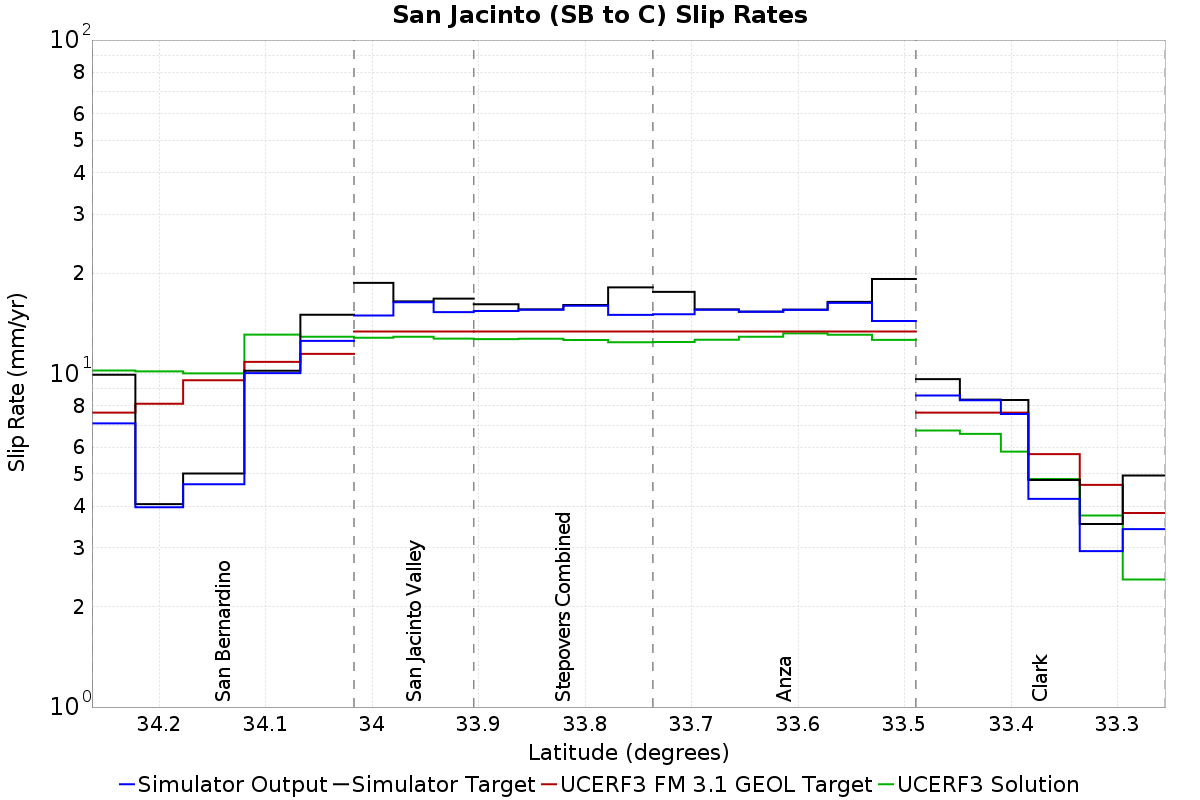 San Jacinto (SB to C) Slip Rates
Slip Rate (mm/yr)
10^2
8
6
5
4
3
2
10^1
8
6
5
4
3
2
10^0
San Bernardino
San Jacinto Valley
Stepovers Combined
Anza
Clark
34.2 34.1 34 33.9 33.8 33.7 33.6 33.5 33.4 33.3
Latitude (degrees)
Simulator Output Simulator Target UCERF3 FM 3.1 GEOL Target UCERF3 Solution